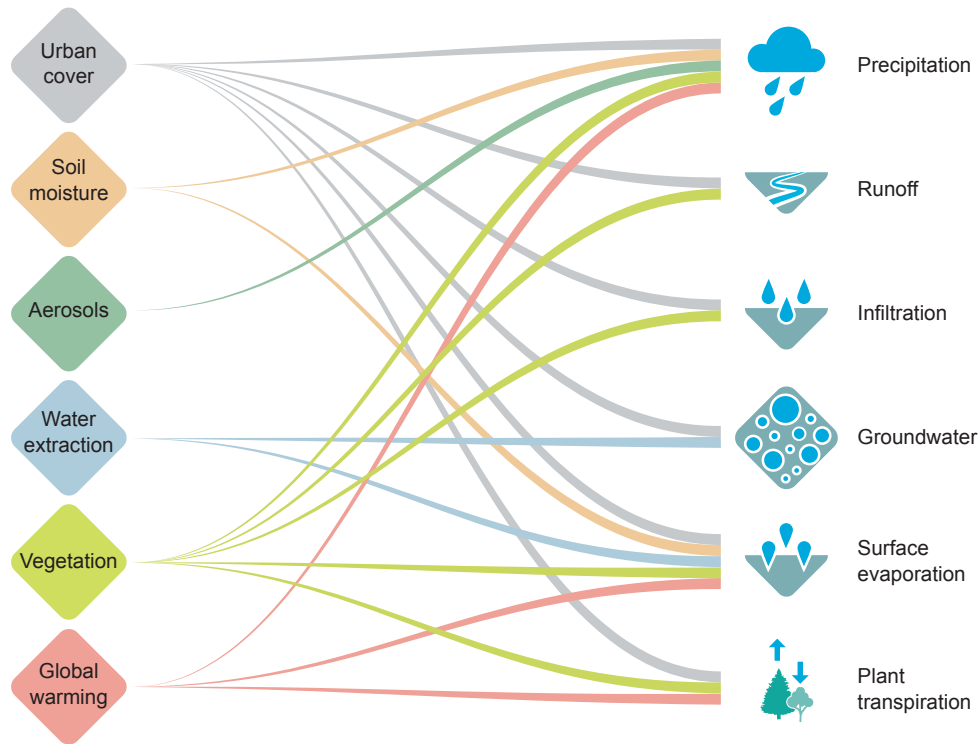 Urban
cover
Soil
moisture
Aerosols
Water
extraction
Vegetation
Global
warming
Precipitation
Runoff
Infiltration
Groundwater
Surface
evaporation
Plant
transpiration